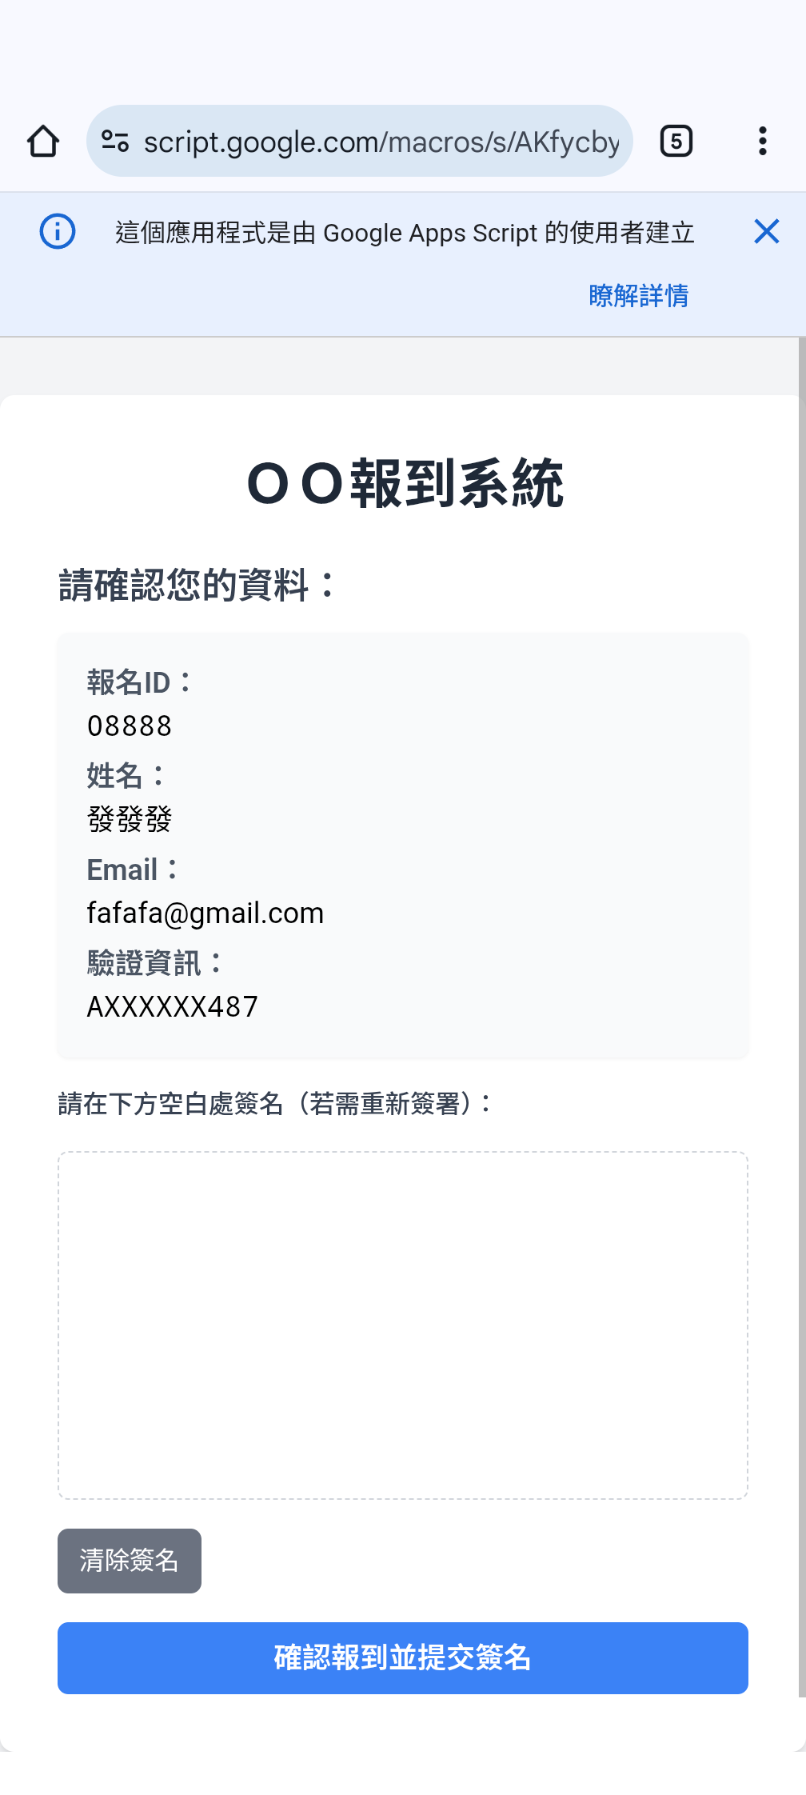 script.google.com/macros/s/AKfycby
5
這個應用程式是由 Google Apps Script 的使用者建立
瞭解詳情
ＯＯ報到系統
請確認您的資料：
報名ID：
08888
姓名：
發發發
Email：
fafafa@gmail.com
驗證資訊：
AXXXXXX487
請在下方空白處簽名（若需重新簽署）：
清除簽名
確認報到並提交簽名